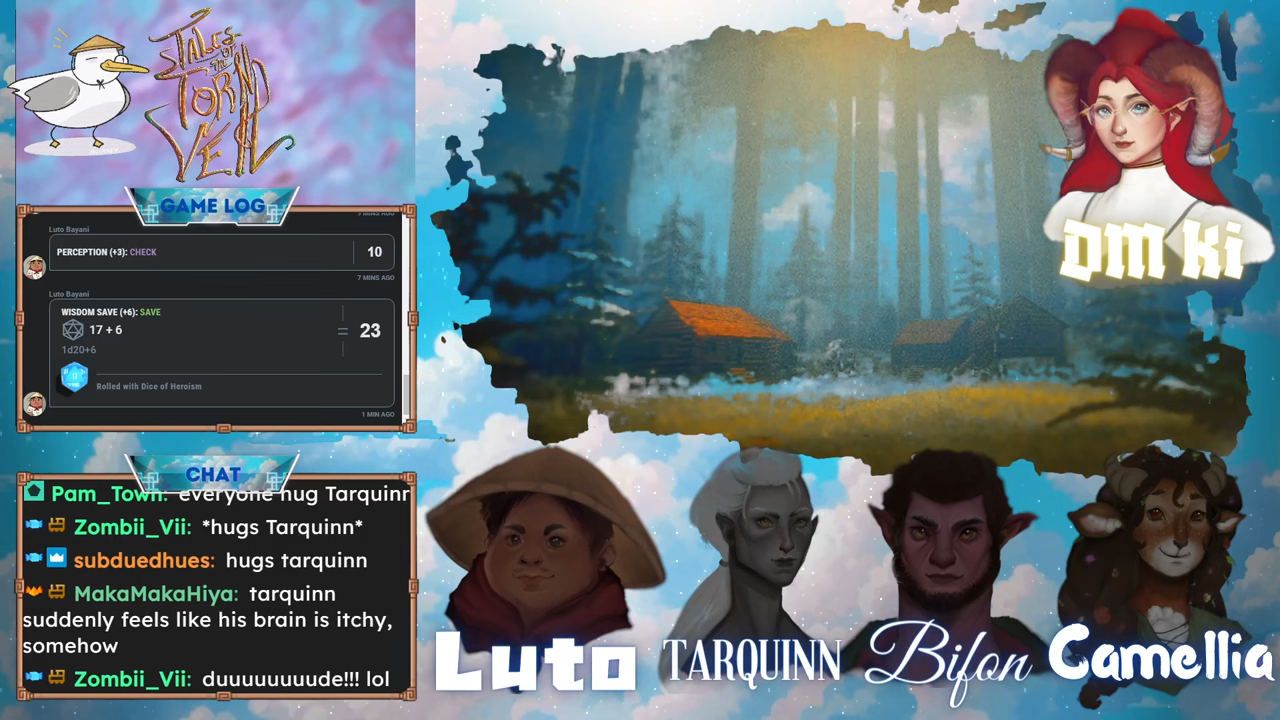 TALES
OF
THE
TORN
VEIL
GAME LOG
9 MINS AGO
Luto Bayani
PERCEPTION (+3): CHECK
10
7 MINS AGO
Luto Bayani
WISDOM SAVE (+6): SAVE
17 + 6
= 23
1d20+6
Rolled with Dice of Heroism
1 MIN AGO
CHAT
Pam_Town: everyone hug Tarquinn
Zombii_Vii: *hugs Tarquinn*
subduedhues: hugs tarquinn
MakaMakaHiya: tarquinn
suddenly feels like his brain is itchy,
somehow
Zombii_Vii: duuuuuuuude!!! lol
DM Ki
Luto
TARQUINN
Bifon
Camellia